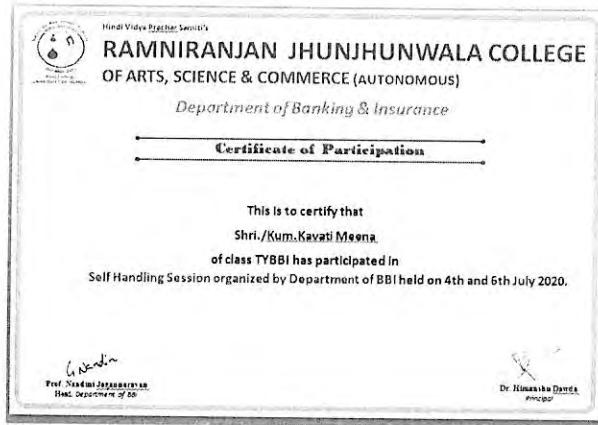 Hindi Vidya Prachar Samiti's
RAMNIRANJAN JHUNJHUNWALA COLLEGE
OF ARTS, SCIENCE & COMMERCE (AUTONOMOUS)
Department of Banking & Insurance
Certificate of Participation
This is to certify that
Shri./Kum.Kavati Meena
of class TYBBI has participated in
Self Handling Session organized by Department of BBI held on 4th and 6th July 2020.
Prof. Nandini Jagannarayan
Head, Department of BBI
Dr. Himanshu Dawda
Principal